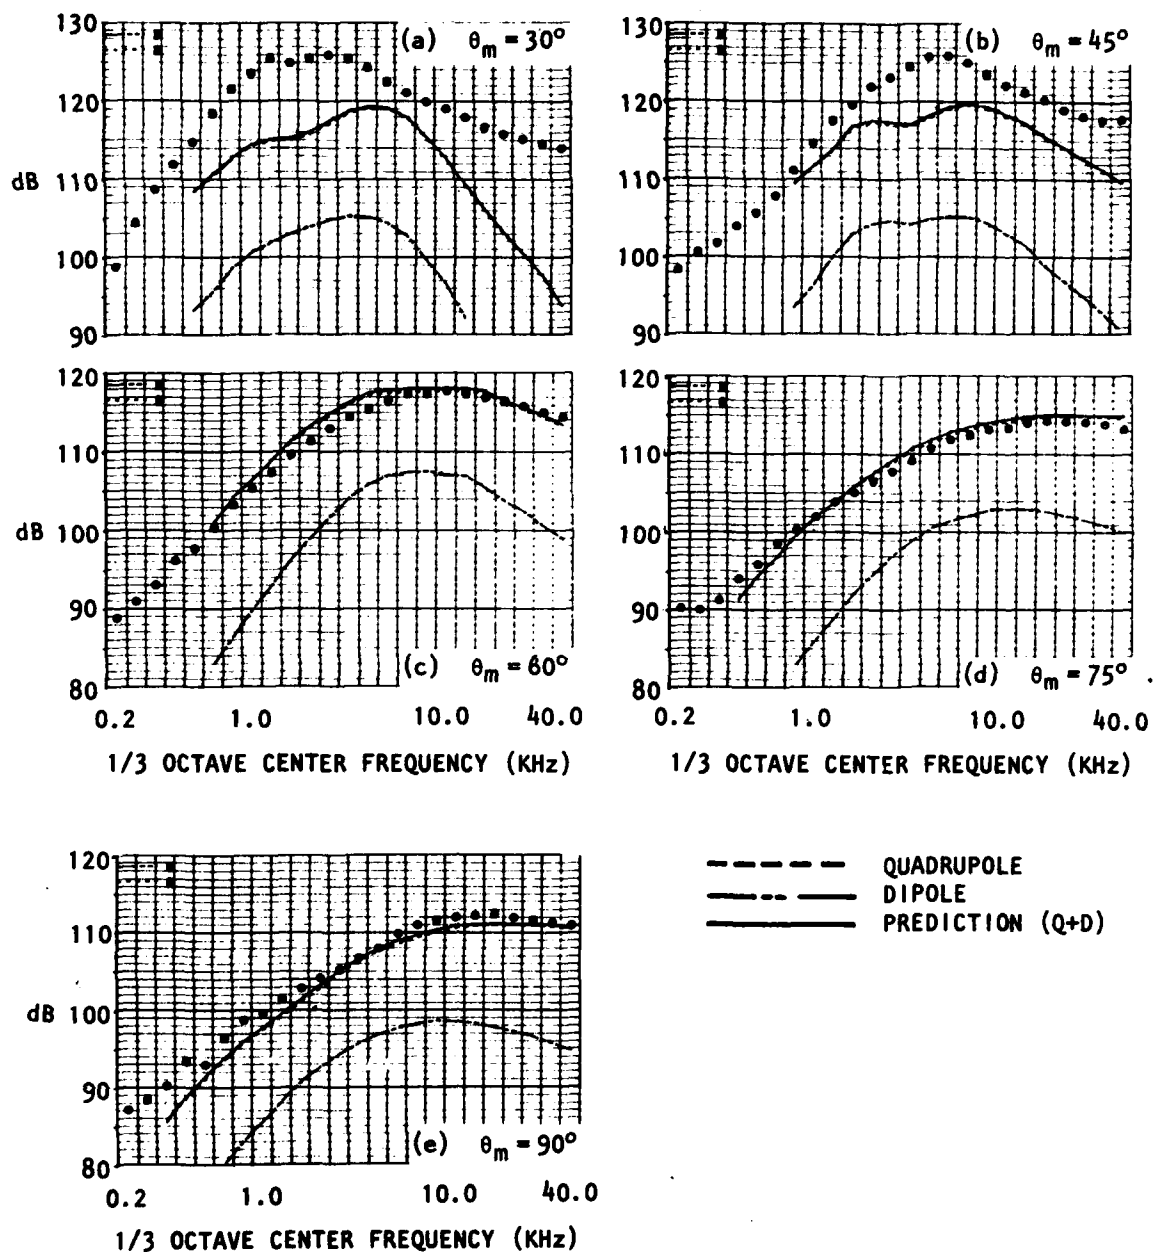 130
(a) θm = 30°
120
dB
110
100
90
130
(b) θm = 45°
120
110
100
90
120
110
dB
100
90
(c) θm = 60°
80
0.2 1.0 10.0 40.0
1/3 OCTAVE CENTER FREQUENCY (KHz)
120
110
100
90
(d) θm = 75°
80
0.2 1.0 10.0 40.0
1/3 OCTAVE CENTER FREQUENCY (KHz)
120
110
dB
100
90
(e) θm = 90°
80
0.2 1.0 10.0 40.0
1/3 OCTAVE CENTER FREQUENCY (KHz)
QUADRUPOLE
DIPOLE
PREDICTION (Q+D)